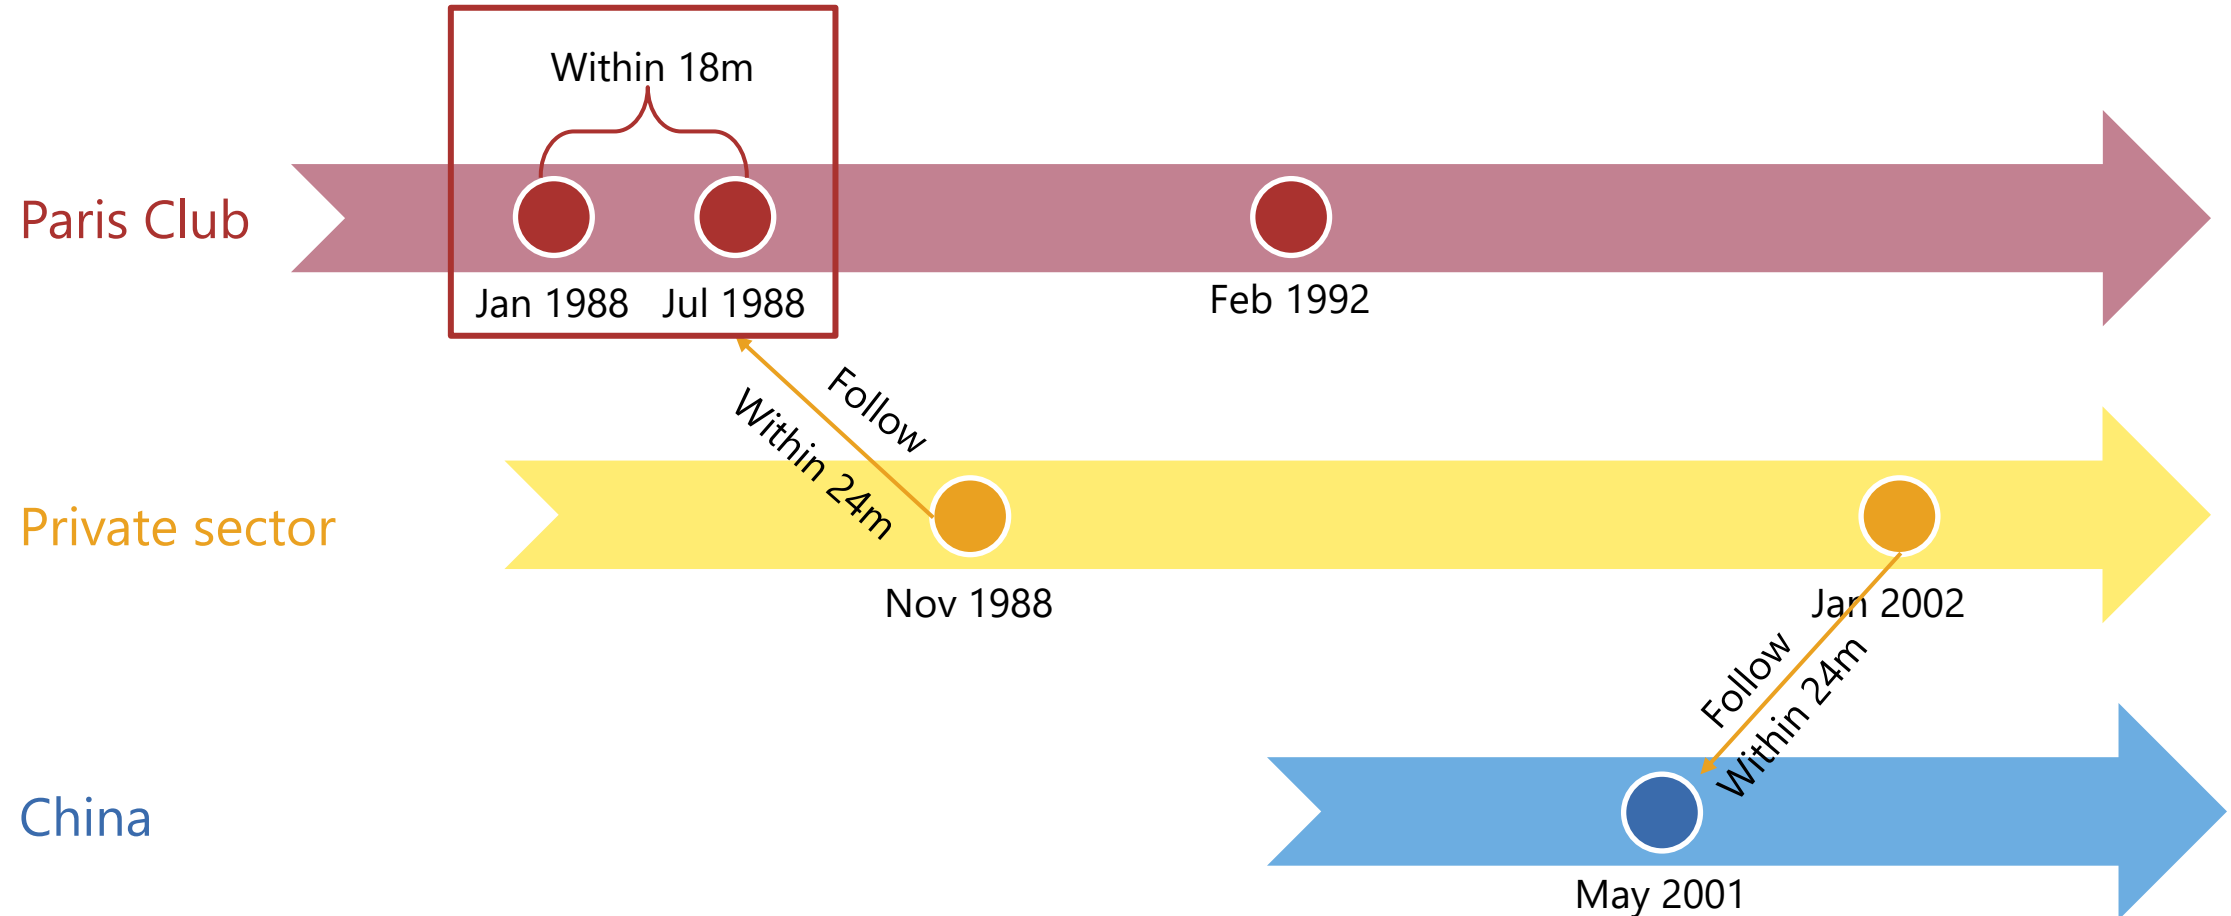 Within 18m
Paris Club
Jan 1988
Jul 1988
Feb 1992
Follow
Within 24m
Private sector
Nov 1988
Jan 2002
Follow
Within 24m
China
May 2001